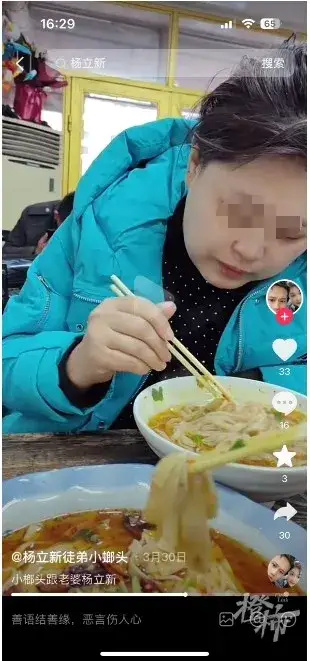 16:29
65
杨立新
搜索
33
16
3
30
@杨立新徒弟小榔头 · 3月30日
小榔头跟老婆杨立新
善语结善缘，恶言伤人心
橙柿